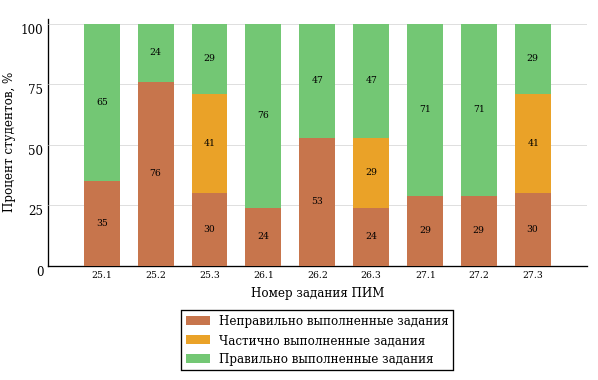 100
75
50
25
0
Процент студентов, %
65 24 29 76 47 47 71 71 29
41 29 41
35 76 30 24 53 24 29 29 30
25.1 25.2 25.3 26.1 26.2 26.3 27.1 27.2 27.3
Номер задания ПИМ
Неправильно выполненные задания
Частично выполненные задания
Правильно выполненные задания